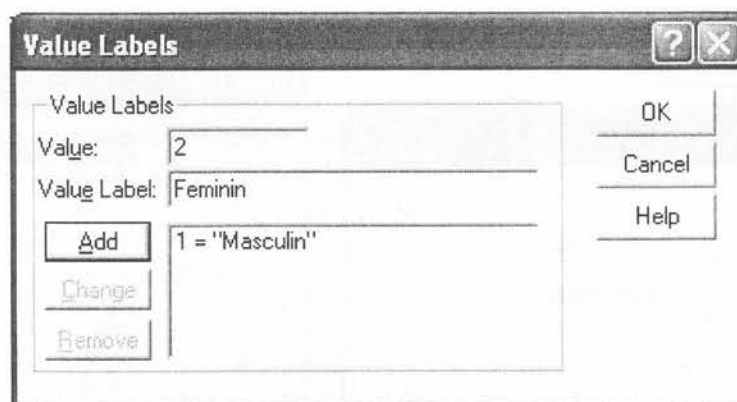 Value Labels
Value Labels
Value: 2
Value Label: Feminin
Add
1 = "Masculin"
Change
Remove
OK
Cancel
Help